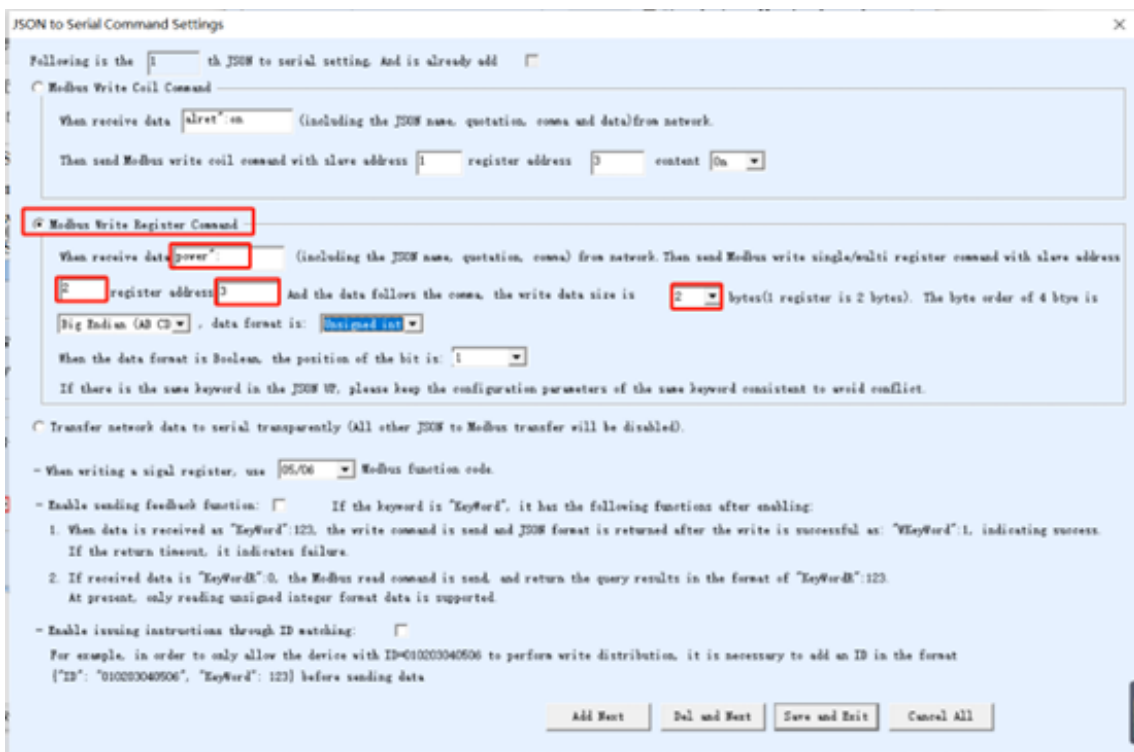 JSON to Serial Command Settings
Following is the 1 th JSON to serial setting, And is already add
Modbus Write Coil Command
When receive data alret":on (including the JSON name, quotation, comma and data)from network.
Then send Modbus write coil command with slave address 1 register address 3 content On
Modbus Write Register Command
When receive data power": (including the JSON name, quotation, comma) from network. Then send Modbus write single/multi register command with slave address
2 register address 3 And the data follows the comma, the write data size is 2 bytes(1 register is 2 bytes). The byte order of 4 btye is
Big Endian (AB CD , data format is: Unsigned int
When the data format is Boolean, the position of the bit is: 1
If there is the same keyword in the JSON UP, please keep the configuration parameters of the same keyword consistent to avoid conflict.
Transfer network data to serial transparently (All other JSON to Modbus transfer will be disabled).
- When writing a sigal register, use 05/06 Modbus function code.
- Enable sending feedback function: If the keyword is "KeyWord", it has the following functions after enabling:
1. When data is received as "KeyWord":123, the write command is send and JSON format is returned after the write is successful as: "WKeyWord":1, indicating success.
If the return timeout, it indicates failure.
2. If received data is "KeyWordR":0, the Modbus read command is send, and return the query results in the format of "KeyWordR":123.
At present, only reading unsigned integer format data is supported.
- Enable issuing instructions through ID matching:
For example, in order to only allow the device with ID=010203040506 to perform write distribution, it is necessary to add an ID in the format
{"ID": "010203040506", "KeyWord": 123} before sending data
Add Next Del and Next Save and Exit Cancel All